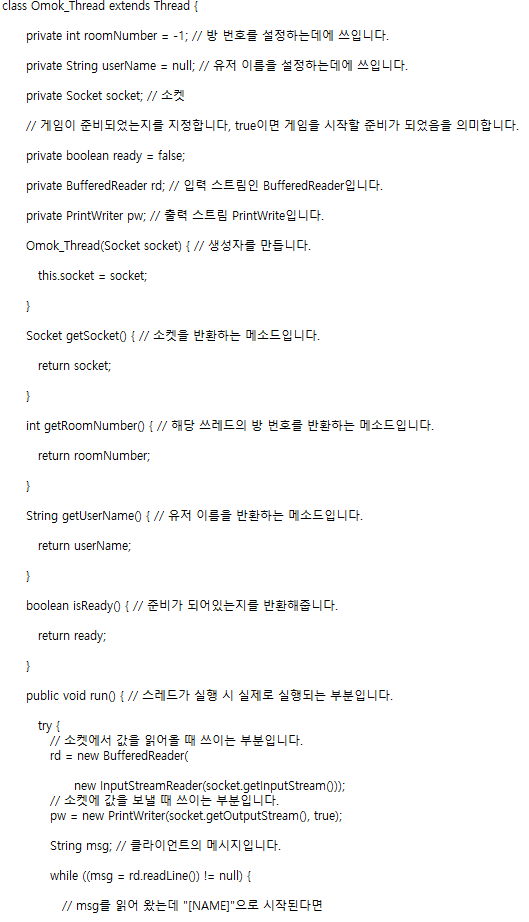 class Omok_Thread extends Thread {
private int roomNumber = -1; // 방 번호를 설정하는데에 쓰입니다.
private String userName = null; // 유저 이름을 설정하는데에 쓰입니다.
private Socket socket; // 소켓
// 게임이 준비되었는지를 지정합니다, true이면 게임을 시작할 준비가 되었음을 의미합니다.
private boolean ready = false;
private BufferedReader rd; // 입력 스트림인 BufferedReader입니다.
private PrintWriter pw; // 출력 스트림 PrintWrite입니다.
Omok_Thread(Socket socket) { // 생성자를 만듭니다.
this.socket = socket;
}
Socket getSocket() { // 소켓을 반환하는 메소드입니다.
return socket;
}
int getRoomNumber() { // 해당 쓰레드의 방 번호를 반환하는 메소드입니다.
return roomNumber;
}
String getUserName() { // 유저 이름을 반환하는 메소드입니다.
return userName;
}
boolean isReady() { // 준비가 되어있는지를 반환해줍니다.
return ready;
}
public void run() { // 스레드가 실행 시 실제로 실행되는 부분입니다.
try {
// 소켓에서 값을 읽어올 때 쓰이는 부분입니다.
rd = new BufferedReader(
new InputStreamReader(socket.getInputStream()));
// 소켓에 값을 보낼 때 쓰이는 부분입니다.
pw = new PrintWriter(socket.getOutputStream(), true);
String msg; // 클라이언트의 메시지입니다.
while ((msg = rd.readLine()) != null) {
// msg를 읽어 왔는데 "[NAME]"으로 시작된다면